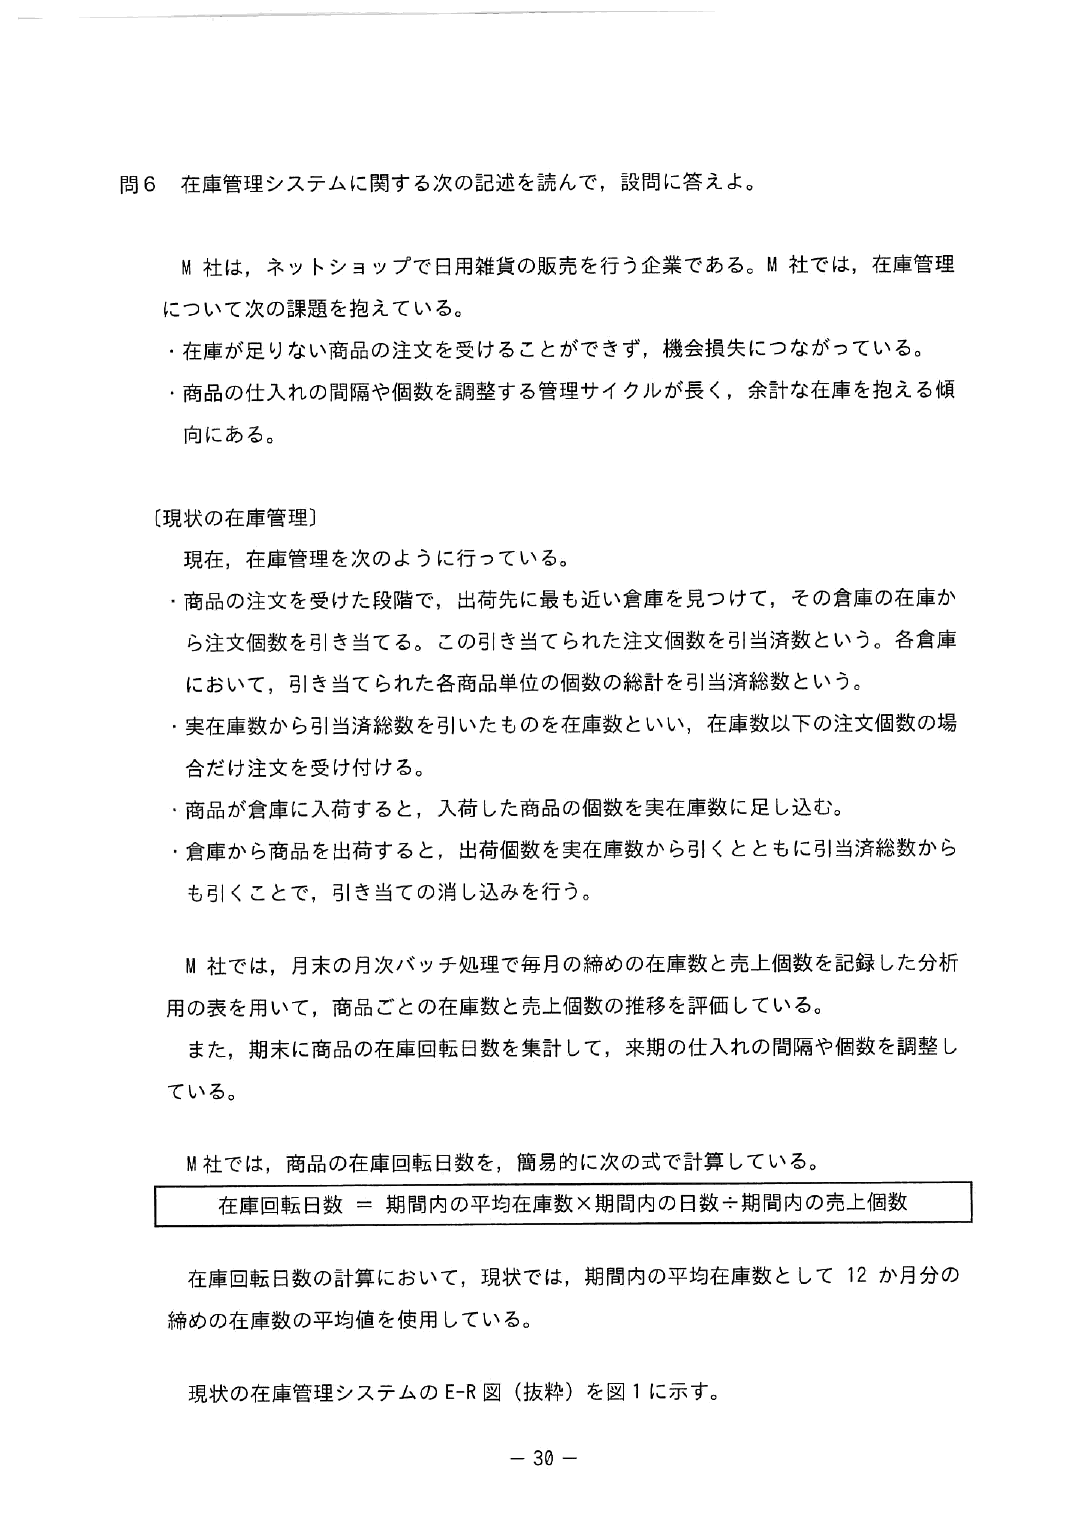 問6 在庫管理システムに関する次の記述を読んで，設問に答えよ。
M 社は，ネットショップで日用雑貨の販売を行う企業である。M 社では，在庫管理
について次の課題を抱えている。
・在庫が足りない商品の注文を受けることができず，機会損失につながっている。
・商品の仕入れの間隔や個数を調整する管理サイクルが長く，余計な在庫を抱える傾
向にある。
〔現状の在庫管理〕
現在，在庫管理を次のように行っている。
・商品の注文を受けた段階で，出荷先に最も近い倉庫を見つけて，その倉庫の在庫か
ら注文個数を引き当てる。この引き当てられた注文個数を引当済数という。各倉庫
において，引き当てられた各商品単位の個数の総計を引当済総数という。
・実在庫数から引当済総数を引いたものを在庫数といい，在庫数以下の注文個数の場
合だけ注文を受け付ける。
・商品が倉庫に入荷すると，入荷した商品の個数を実在庫数に足し込む。
・倉庫から商品を出荷すると，出荷個数を実在庫数から引くとともに引当済総数から
も引くことで，引き当ての消し込みを行う。
M 社では，月末の月次バッチ処理で毎月の締めの在庫数と売上個数を記録した分析
用の表を用いて，商品ごとの在庫数と売上個数の推移を評価している。
また，期末に商品の在庫回転日数を集計して，来期の仕入れの間隔や個数を調整し
ている。
M 社では，商品の在庫回転日数を，簡易的に次の式で計算している。
在庫回転日数 ＝ 期間内の平均在庫数×期間内の日数÷期間内の売上個数
在庫回転日数の計算において，現状では，期間内の平均在庫数として 12 か月分の
締めの在庫数の平均値を使用している。
現状の在庫管理システムの E-R 図（抜粋）を図 1 に示す。
― 30 ―